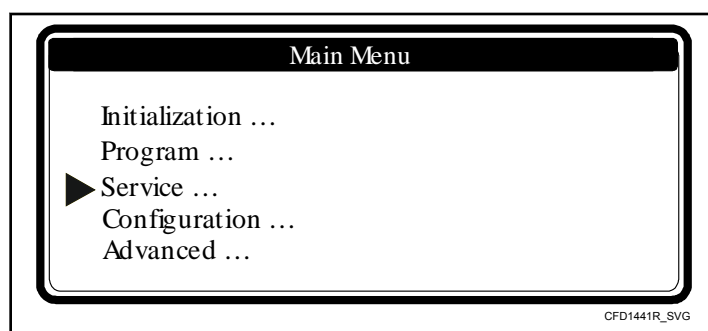 Main Menu
Initialization …
Program …
Service …
Configuration …
Advanced …
CFD1441R_SVG